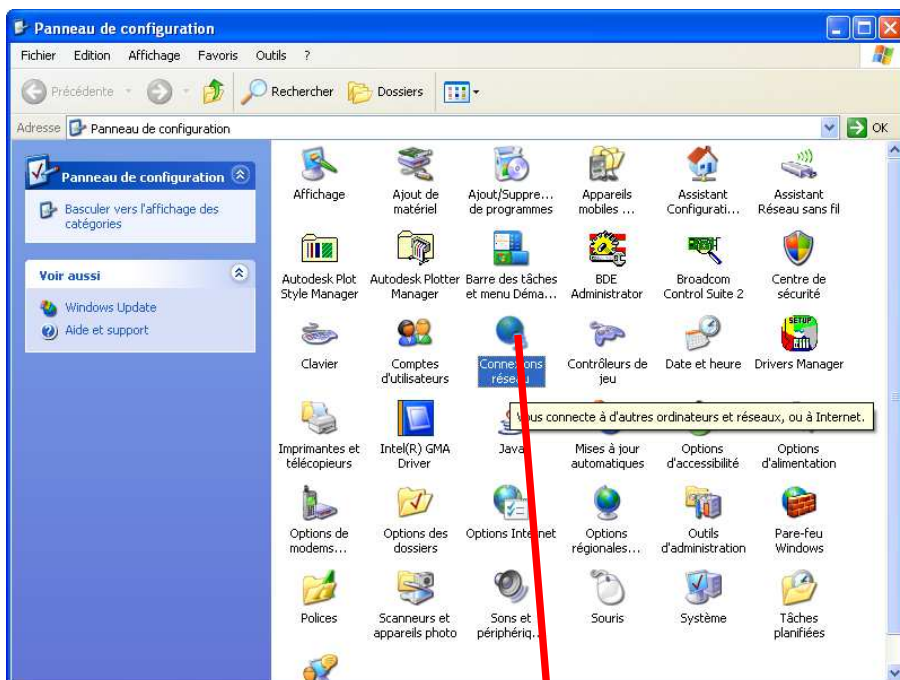 Panneau de configuration
Fichier Edition Affichage Favoris Outils ?
Précédente Rechercher Dossiers
Adresse Panneau de configuration OK
Panneau de configuration
Basculer vers l'affichage des
catégories
Voir aussi
Windows Update
Aide et support
Affichage
Ajout de
matériel
Ajout/Suppre...
de programmes
Appareils
mobiles ...
Assistant
Configurati...
Assistant
Réseau sans fil
Autodesk Plot
Style Manager
Autodesk Plotter
Manager
Barre des tâches
et menu Déma...
BDE
Administrator
Broadcom
Control Suite 2
Centre de
sécurité
Clavier
Comptes
d'utilisateurs
Connexions
réseau
Contrôleurs de
jeu
Date et heure
SETUP
Drivers Manager
Vous connecte à d'autres ordinateurs et réseaux, ou à Internet.
Imprimantes et
télécopieurs
Intel(R) GMA
Driver
Java
Mises à jour
automatiques
Options
d'accessibilité
Options
d'alimentation
Options de
modems...
Options des
dossiers
Options Internet
Options
régionales...
Outils
d'administration
Pare-feu
Windows
Polices
Scanneurs et
appareils photo
Sons et
périphériq...
Souris
Système
Tâches
planifiées